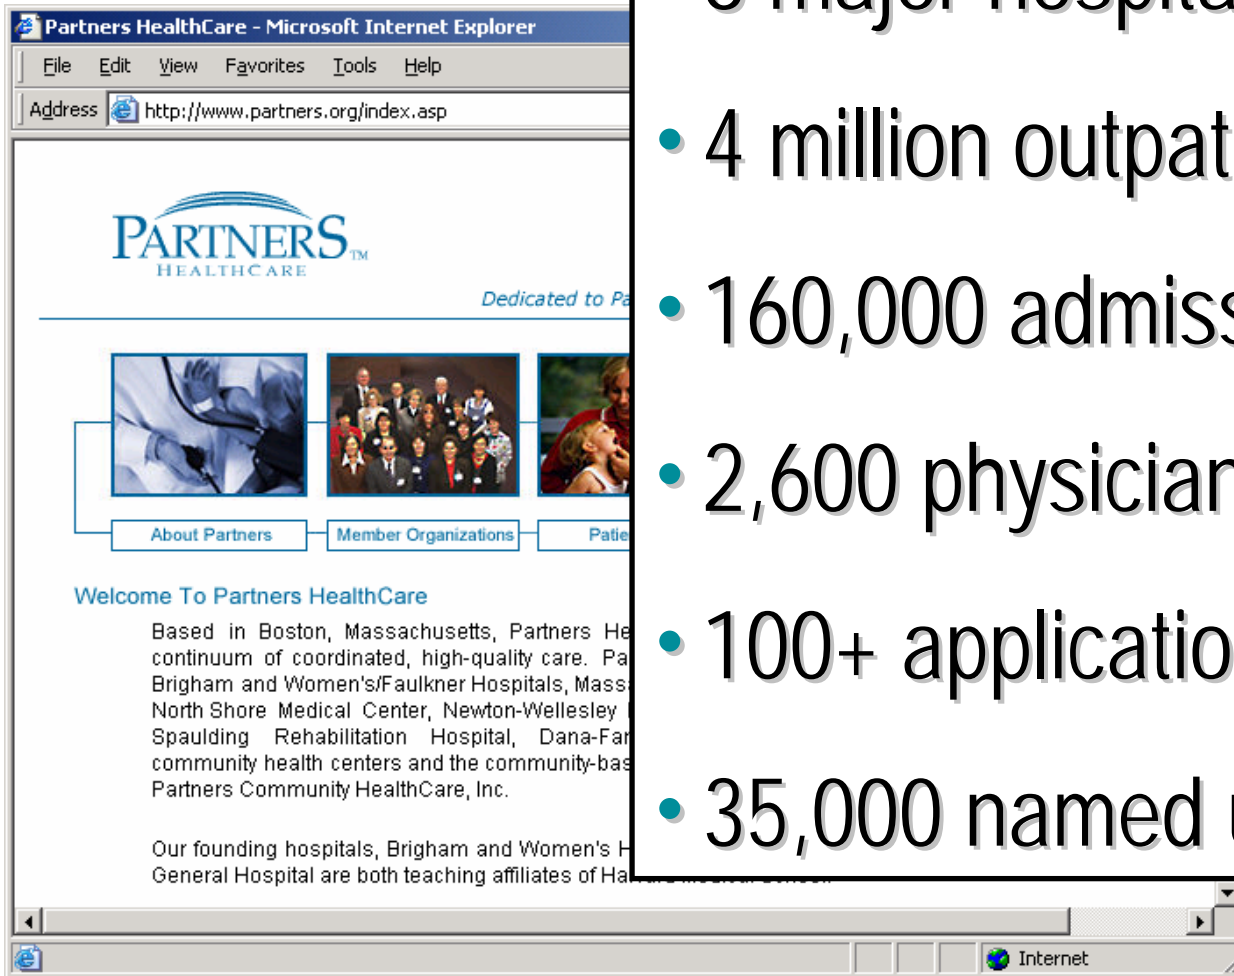 Partners HealthCare - Microsoft Internet Explorer
File Edit View Favorites Tools Help
Address http://www.partners.org/index.asp
PARTNERS TM
HEALTHCARE
Dedicated to Pa
About Partners
Member Organizations
Patie
Welcome To Partners HealthCare
Based in Boston, Massachusetts, Partners He
continuum of coordinated, high-quality care. Pa
Brigham and Women's/Faulkner Hospitals, Mass
North Shore Medical Center, Newton-Wellesley
Spaulding Rehabilitation Hospital, Dana-Far
community health centers and the community-bas
Partners Community HealthCare, Inc.
Our founding hospitals, Brigham and Women's H
General Hospital are both teaching affiliates of Ha
major hospita
• 4 million outpat
• 160,000 admiss
• 2,600 physician
• 100+ applicatio
• 35,000 named u
Internet